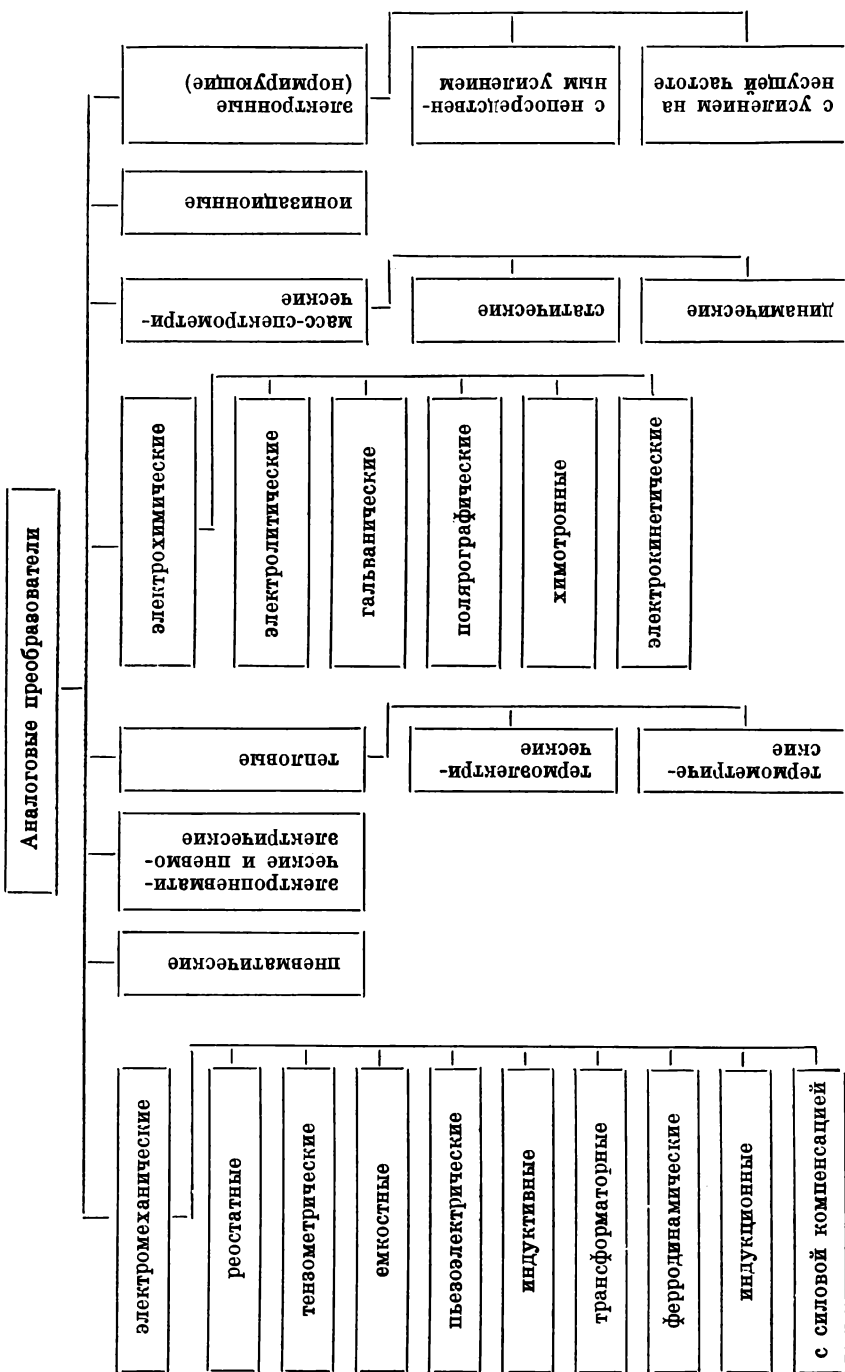 Аналоговые преобразователи
электромеханические
реостатные
тензометрические
емкостные
пьезоэлектрические
индуктивные
трансформаторные
ферродинамические
индукционные
с силовой компенсацией
пневматические
электропневмати-
ческие и пневмо-
электрические
тепловые
термоэлектри-
ческие
термометриче-
ские
электрохимические
электролитические
гальванические
полярографические
химотронные
электрокинетические
масс-спектрометри-
ческие
статические
динамические
ионизационные
электронные
(нормирующие)
с непосредствен-
ным усилением
с усилением на
несущей частоте